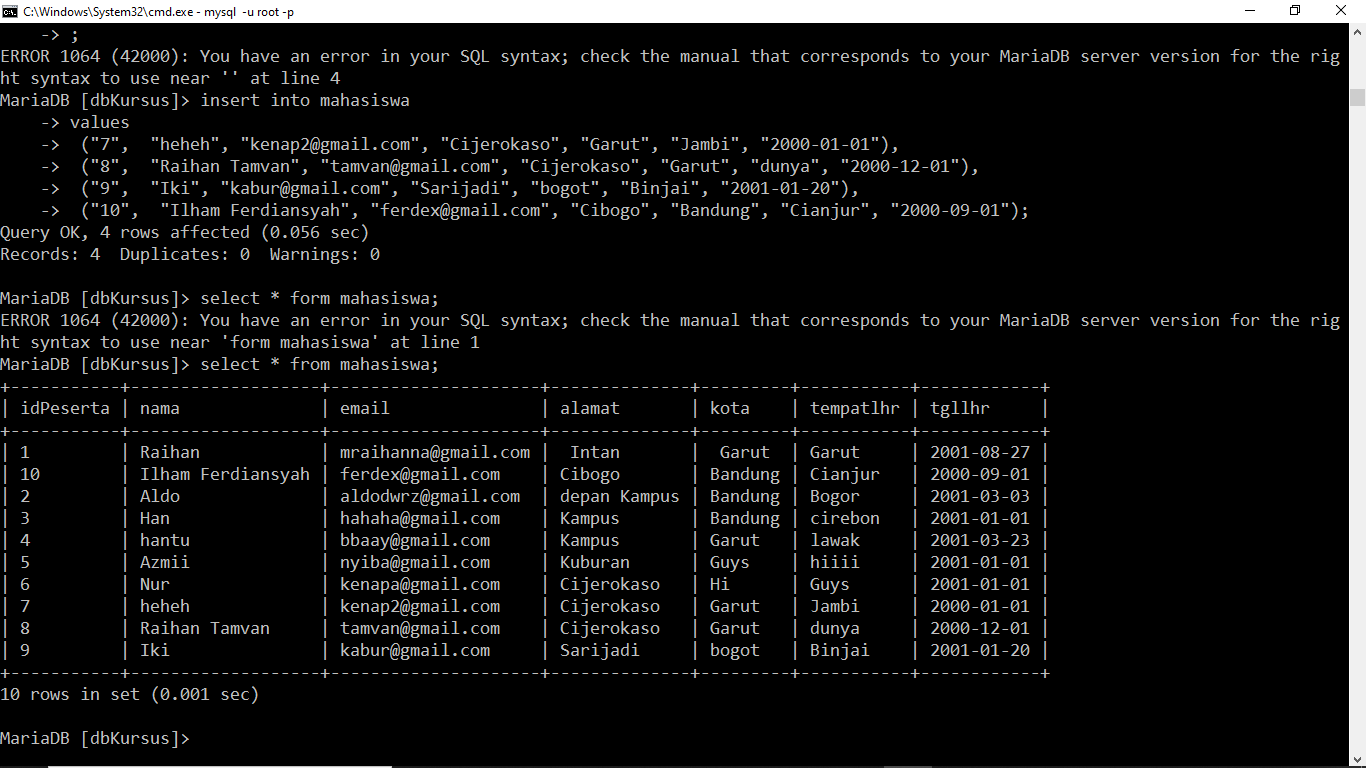 C:\Windows\System32\cmd.exe - mysql  -u root -p
    -> ;
ERROR 1064 (42000): You have an error in your SQL syntax; check the manual that corresponds to your MariaDB server version for the rig
ht syntax to use near '' at line 4
MariaDB [dbKursus]> insert into mahasiswa
    -> values
    ->  ("7",  "heheh", "kenap2@gmail.com", "Cijerokaso", "Garut", "Jambi", "2000-01-01"),
    ->  ("8",  "Raihan Tamvan", "tamvan@gmail.com", "Cijerokaso", "Garut", "dunya", "2000-12-01"),
    ->  ("9",  "Iki", "kabur@gmail.com", "Sarijadi", "bogot", "Binjai", "2001-01-20"),
    ->  ("10",  "Ilham Ferdiansyah", "ferdex@gmail.com", "Cibogo", "Bandung", "Cianjur", "2000-09-01");
Query OK, 4 rows affected (0.056 sec)
Records: 4  Duplicates: 0  Warnings: 0

MariaDB [dbKursus]> select * form mahasiswa;
ERROR 1064 (42000): You have an error in your SQL syntax; check the manual that corresponds to your MariaDB server version for the rig
ht syntax to use near 'form mahasiswa' at line 1
MariaDB [dbKursus]> select * from mahasiswa;
+-----------+-------------------+---------------------+--------------+---------+-----------+------------+
| idPeserta | nama              | email               | alamat       | kota    | tempatlhr | tgllhr     |
+-----------+-------------------+---------------------+--------------+---------+-----------+------------+
| 1         | Raihan            | mraihanna@gmail.com |  Intan       |  Garut  | Garut     | 2001-08-27 |
| 10        | Ilham Ferdiansyah | ferdex@gmail.com    | Cibogo       | Bandung | Cianjur   | 2000-09-01 |
| 2         | Aldo              | aldodwrz@gmail.com  | depan Kampus | Bandung | Bogor     | 2001-03-03 |
| 3         | Han               | hahaha@gmail.com    | Kampus       | Bandung | cirebon   | 2001-01-01 |
| 4         | hantu             | bbaay@gmail.com     | Kampus       | Garut   | lawak     | 2001-03-23 |
| 5         | Azmii             | nyiba@gmail.com     | Kuburan      | Guys    | hiiii     | 2001-01-01 |
| 6         | Nur               | kenapa@gmail.com    | Cijerokaso   | Hi      | Guys      | 2001-01-01 |
| 7         | heheh             | kenap2@gmail.com    | Cijerokaso   | Garut   | Jambi     | 2000-01-01 |
| 8         | Raihan Tamvan     | tamvan@gmail.com    | Cijerokaso   | Garut   | dunya     | 2000-12-01 |
| 9         | Iki               | kabur@gmail.com     | Sarijadi     | bogot   | Binjai    | 2001-01-20 |
+-----------+-------------------+---------------------+--------------+---------+-----------+------------+
10 rows in set (0.001 sec)

MariaDB [dbKursus]>